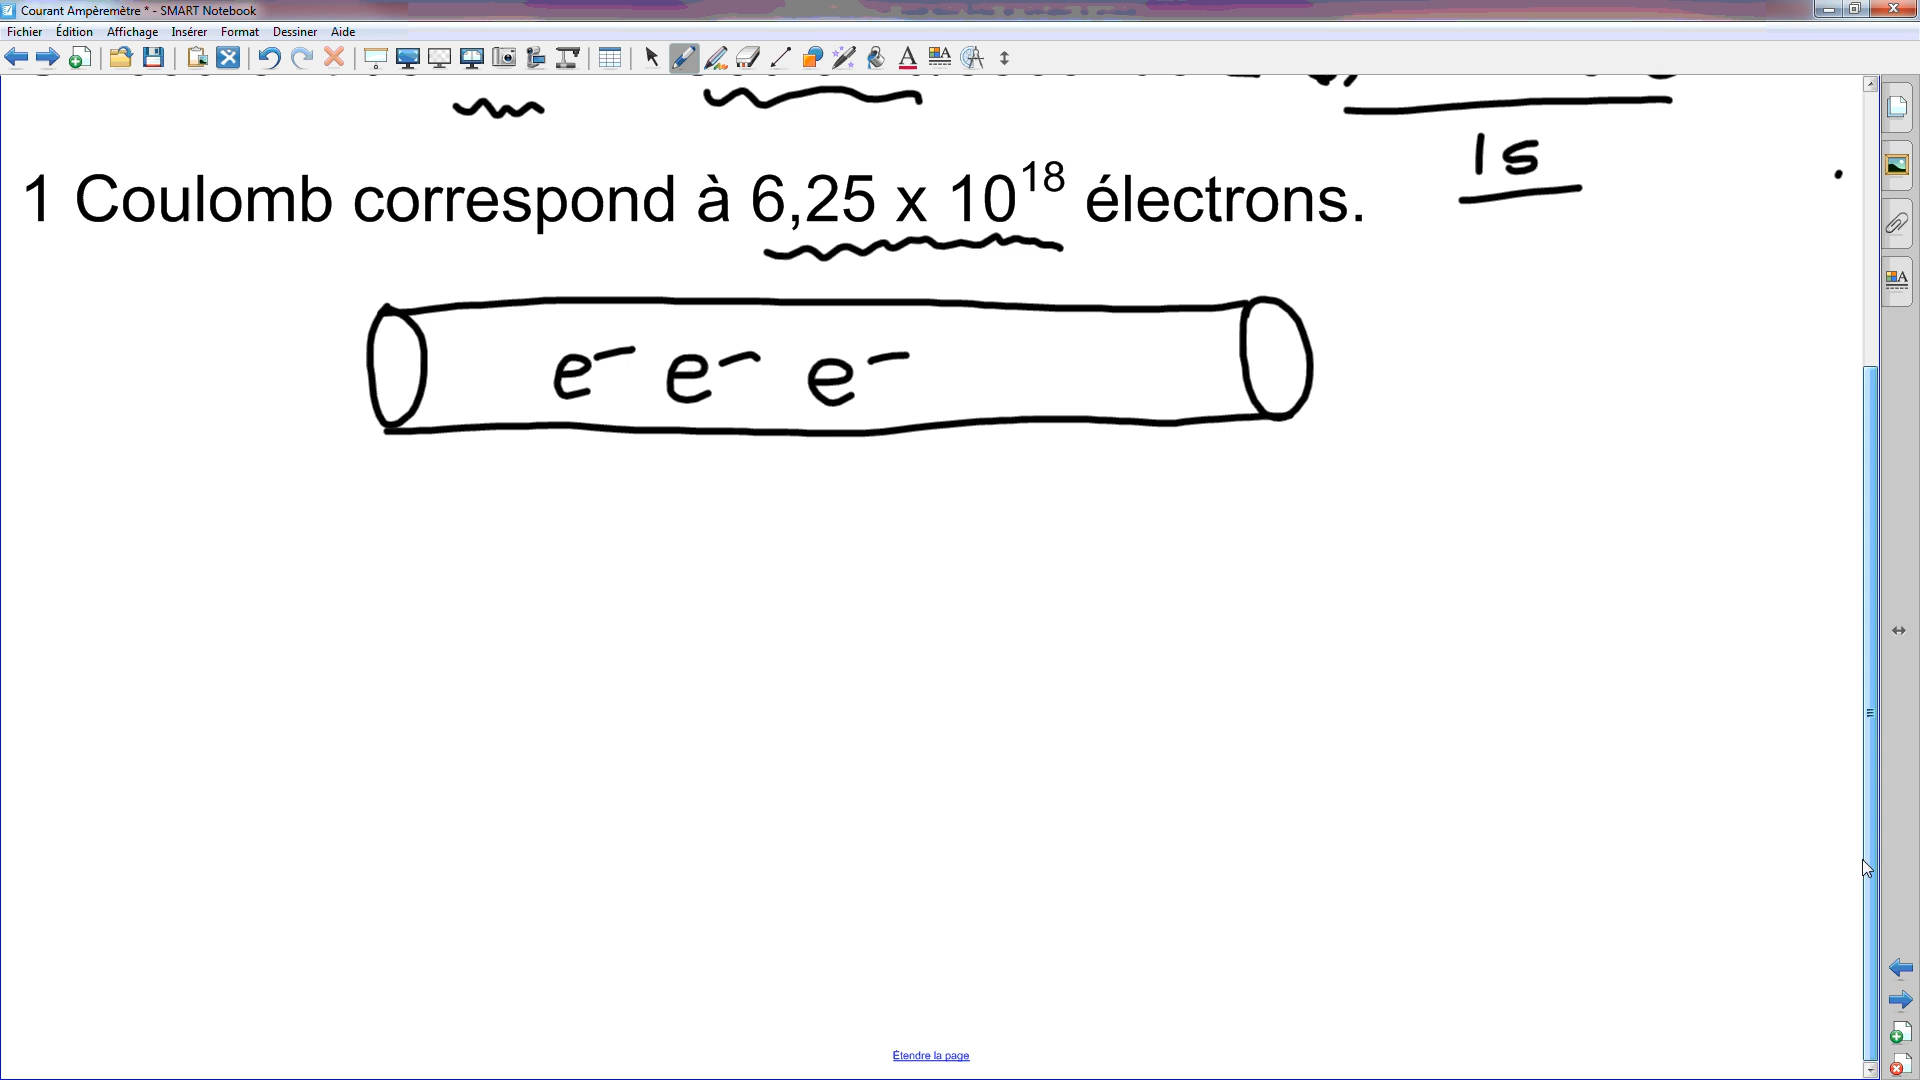 Courant Ampèremètre * - SMART Notebook
Fichier Édition Affichage Insérer Format Dessiner Aide
1s
1 Coulomb correspond à 6,25 x 10¹⁸ électrons.
e⁻ e⁻ e⁻
Étendre la page